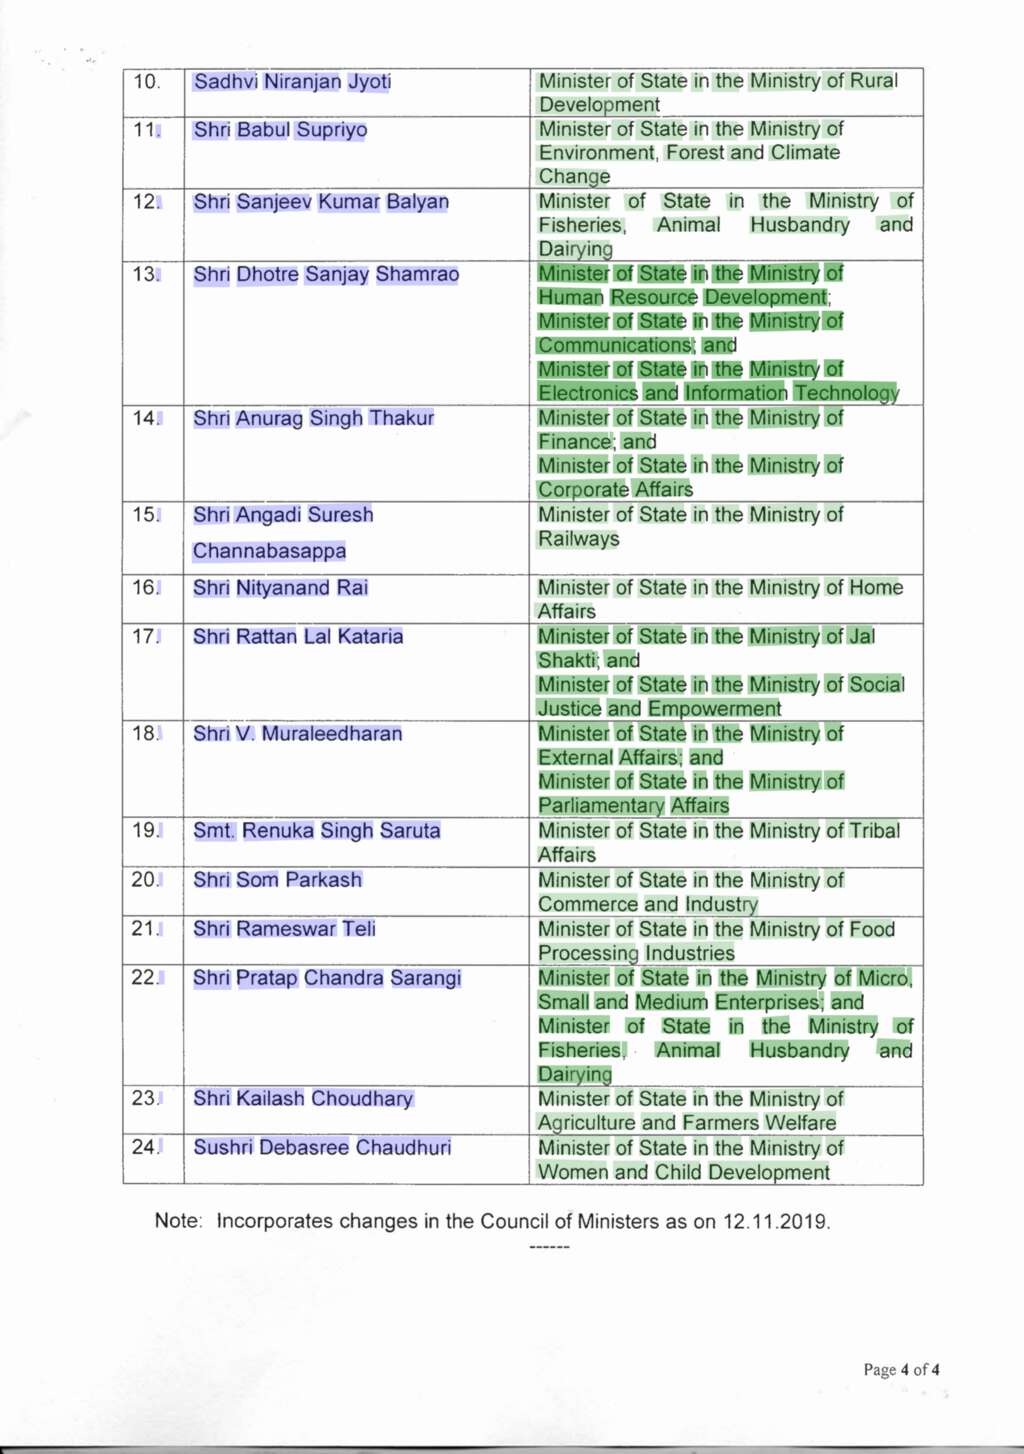 10. Sadhvi Niranjan Jyoti Minister of State in the Ministry of Rural
Development
11. Shri Babul Supriyo Minister of State in the Ministry of
Environment, Forest and Climate
Change
12. Shri Sanjeev Kumar Balyan Minister of State in the Ministry of
Fisheries, Animal Husbandry and
Dairying
13. Shri Dhotre Sanjay Shamrao Minister of State in the Ministry of
Human Resource Development;
Minister of State in the Ministry of
Communications; and
Minister of State in the Ministry of
Electronics and Information Technology
14. Shri Anurag Singh Thakur Minister of State in the Ministry of
Finance; and
Minister of State in the Ministry of
Corporate Affairs
15. Shri Angadi Suresh Minister of State in the Ministry of
Railways
Channabasappa
16. Shri Nityanand Rai Minister of State in the Ministry of Home
Affairs
17. Shri Rattan Lal Kataria Minister of State in the Ministry of Jal
Shakti; and
Minister of State in the Ministry of Social
Justice and Empowerment
18. Shri V. Muraleedharan Minister of State in the Ministry of
External Affairs; and
Minister of State in the Ministry of
Parliamentary Affairs
19. Smt. Renuka Singh Saruta Minister of State in the Ministry of Tribal
Affairs
20. Shri Som Parkash Minister of State in the Ministry of
Commerce and Industry
21. Shri Rameswar Teli Minister of State in the Ministry of Food
Processing Industries
22. Shri Pratap Chandra Sarangi Minister of State in the Ministry of Micro,
Small and Medium Enterprises; and
Minister of State in the Ministry of
Fisheries, Animal Husbandry and
Dairying
23. Shri Kailash Choudhary Minister of State in the Ministry of
Agriculture and Farmers Welfare
24. Sushri Debasree Chaudhuri Minister of State in the Ministry of
Women and Child Development
Note: Incorporates changes in the Council of Ministers as on 12.11.2019.
------
Page 4 of 4